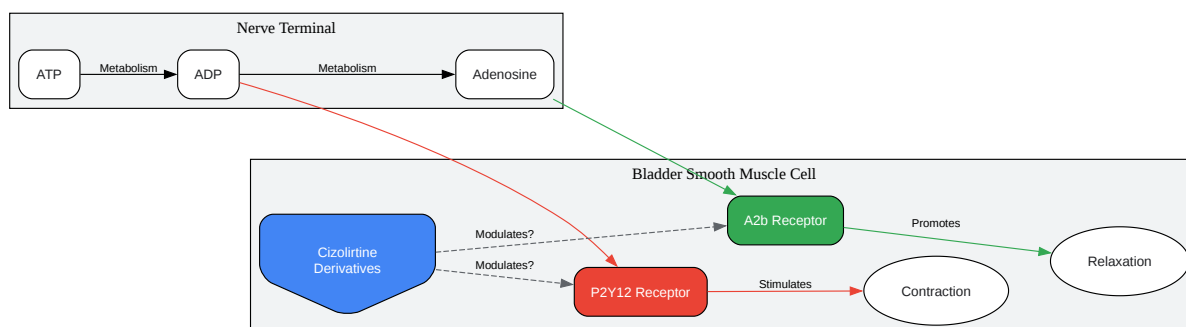 Nerve Terminal
ATP
Metabolism
ADP
Metabolism
Adenosine
Bladder Smooth Muscle Cell
Cizolirtine
Derivatives
Modulates?
Modulates?
A2b Receptor
Promotes
Relaxation
P2Y12 Receptor
Stimulates
Contraction